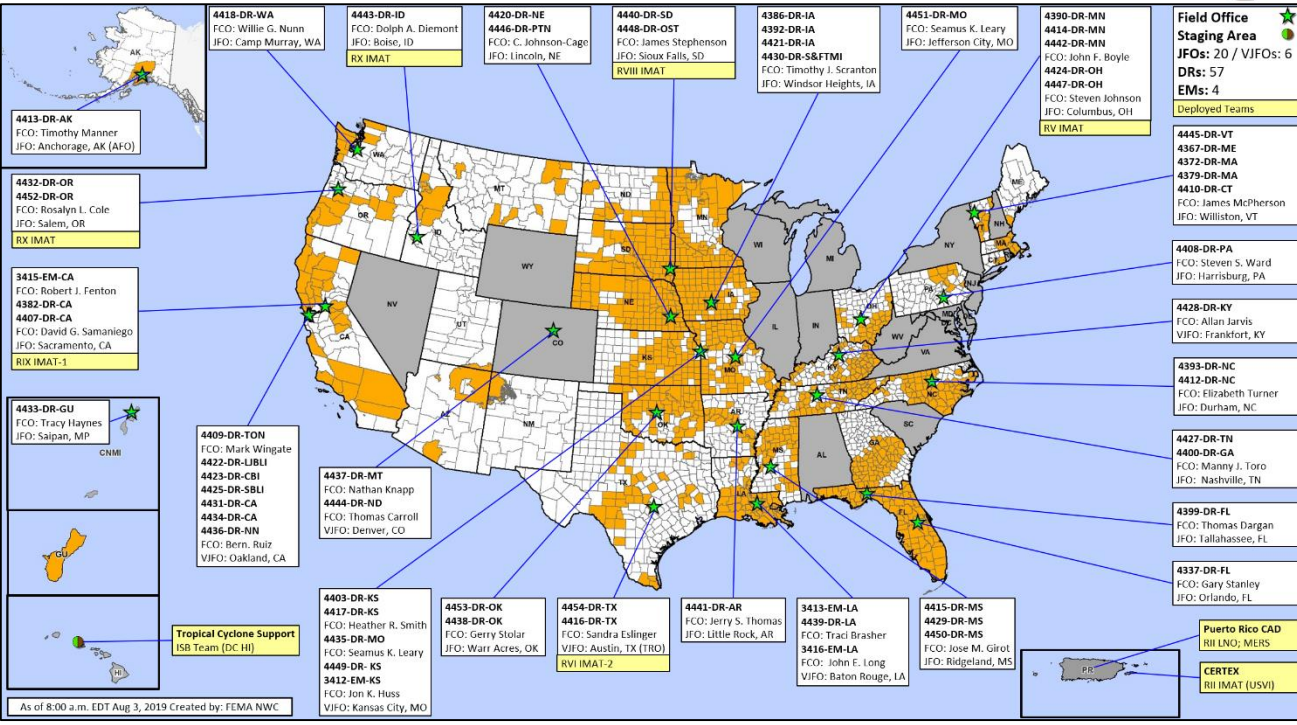 4418-DR-WA
FCO: Willie G. Nunn
JFO: Camp Murray, WA
4443-DR-ID
FCO: Dolph A. Diemont
JFO: Boise, ID
RX IMAT
4420-DR-NE
4446-DR-PTN
FCO: C. Johnson-Cage
JFO: Lincoln, NE
4440-DR-SD
4448-DR-OST
FCO: James Stephenson
JFO: Sioux Falls, SD
RVIII IMAT
4386-DR-IA
4392-DR-IA
4421-DR-IA
4430-DR-S&FTMI
FCO: Timothy J. Scranton
JFO: Windsor Heights, IA
4451-DR-MO
FCO: Seamus K. Leary
JFO: Jefferson City, MO
4390-DR-MN
4414-DR-MN
4442-DR-MN
FCO: John F. Boyle
4424-DR-OH
4447-DR-OH
FCO: Steven Johnson
JFO: Columbus, OH
RV IMAT
Field Office
Staging Area
JFOs: 20 / VJFOs: 6
DRs: 57
EMs: 4
Deployed Teams
AK
4413-DR-AK
FCO: Timothy Manner
JFO: Anchorage, AK (AFO)
4432-DR-OR
4452-DR-OR
FCO: Rosalyn L. Cole
JFO: Salem, OR
RX IMAT
3415-EM-CA
FCO: Robert J. Fenton
4382-DR-CA
4407-DR-CA
FCO: David G. Samaniego
JFO: Sacramento, CA
RIX IMAT-1
4433-DR-GU
FCO: Tracy Haynes
JFO: Saipan, MP
CNMI
GU
HI
Tropical Cyclone Support
ISB Team (DC HI)
4409-DR-TON
FCO: Mark Wingate
4422-DR-LJBLI
4423-DR-CBI
4425-DR-SBLI
4431-DR-CA
4434-DR-CA
4436-DR-NN
FCO: Bern. Ruiz
VJFO: Oakland, CA
4437-DR-MT
FCO: Nathan Knapp
4444-DR-ND
FCO: Thomas Carroll
VJFO: Denver, CO
4403-DR-KS
4417-DR-KS
FCO: Heather R. Smith
4435-DR-MO
FCO: Seamus K. Leary
4449-DR- KS
3412-EM-KS
FCO: Jon K. Huss
VJFO: Kansas City, MO
4453-DR-OK
4438-DR-OK
FCO: Gerry Stolar
JFO: Warr Acres, OK
4454-DR-TX
4416-DR-TX
FCO: Sandra Eslinger
VJFO: Austin, TX (TRO)
RVI IMAT-2
4441-DR-AR
FCO: Jerry S. Thomas
JFO: Little Rock, AR
3413-EM-LA
4439-DR-LA
FCO: Traci Brasher
3416-EM-LA
FCO: John E. Long
VJFO: Baton Rouge, LA
4415-DR-MS
4429-DR-MS
4450-DR-MS
FCO: Jose M. Girot
JFO: Ridgeland, MS
4445-DR-VT
4367-DR-ME
4372-DR-MA
4379-DR-MA
4410-DR-CT
FCO: James McPherson
JFO: Williston, VT
4408-DR-PA
FCO: Steven S. Ward
JFO: Harrisburg, PA
4428-DR-KY
FCO: Allan Jarvis
VJFO: Frankfort, KY
4393-DR-NC
4412-DR-NC
FCO: Elizabeth Turner
JFO: Durham, NC
4427-DR-TN
4400-DR-GA
FCO: Manny J. Toro
JFO: Nashville, TN
4399-DR-FL
FCO: Thomas Dargan
JFO: Tallahassee, FL
4337-DR-FL
FCO: Gary Stanley
JFO: Orlando, FL
Puerto Rico CAD
RII LNO; MERS
CERTEX
RII IMAT (USVI)
PR
WA
OR
ID
MT
ND
SD
MN
WI
MI
WY
NV
CA
UT
CO
NE
IA
KS
MO
IL
IN
OH
KY
TN
WV
VA
NC
SC
GA
AL
MS
AR
LA
OK
TX
NM
AZ
FL
PA
NY
NJ
MD
VT
NH
ME
MA
CT
As of 8:00 a.m. EDT Aug 3, 2019 Created by: FEMA NWC